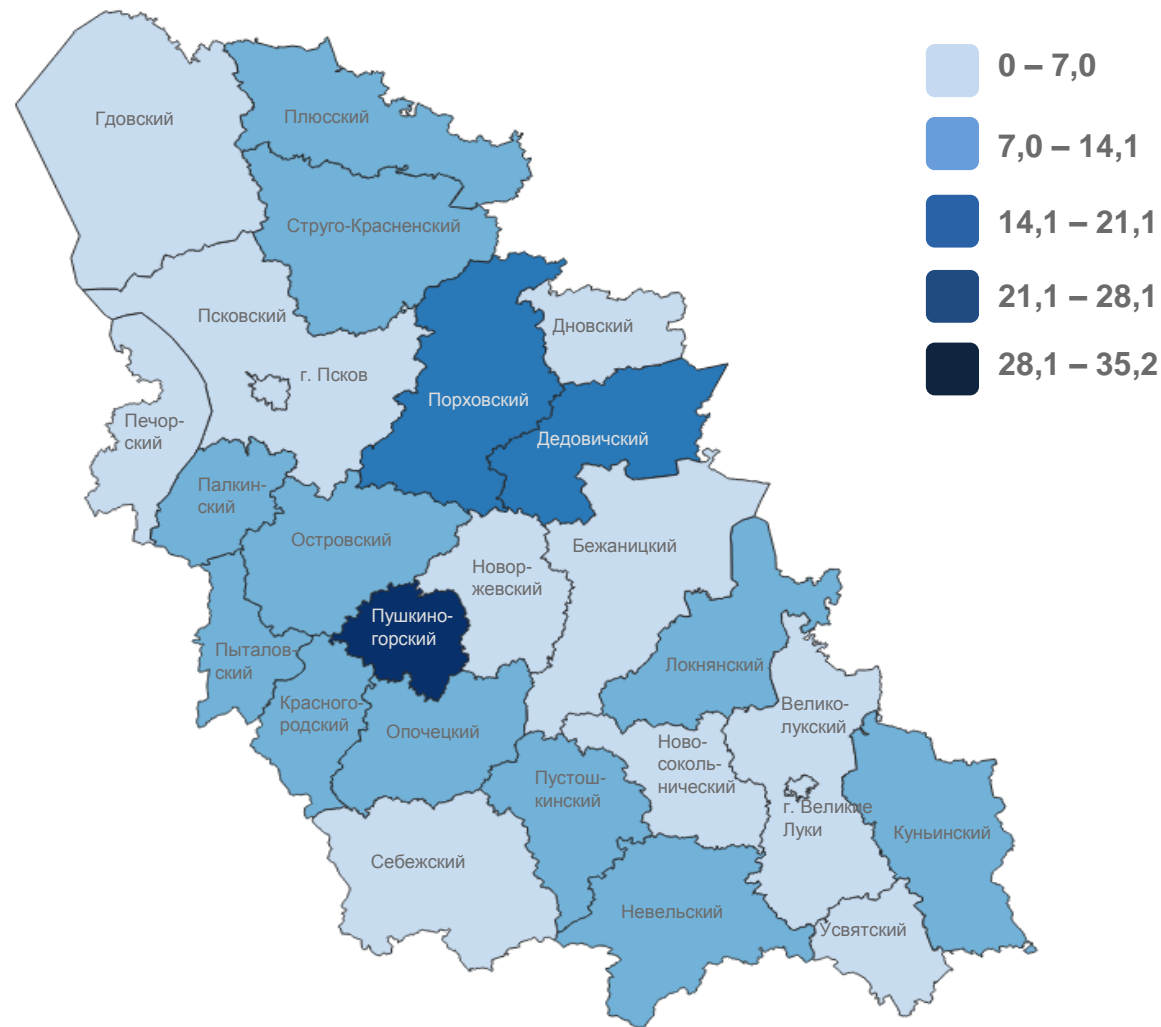 0 – 7,0
7,0 – 14,1
14,1 – 21,1
21,1 – 28,1
28,1 – 35,2
Гдовский
Плюсский
Струго-Красненский
Псковский
г. Псков
Дновский
Порховский
Печор-
ский
Дедовичский
Палкин-
ский
Островский
Бежаницкий
Новор-
жевский
Пушкино-
горский
Пыталов-
ский
Локнянский
Красного-
родский
Опочецкий
Велико-
лукский
Ново-
соколь-
нический
Пустош-
кинский
г. Великие
Луки
Куньинский
Себежский
Невельский
Усвятский